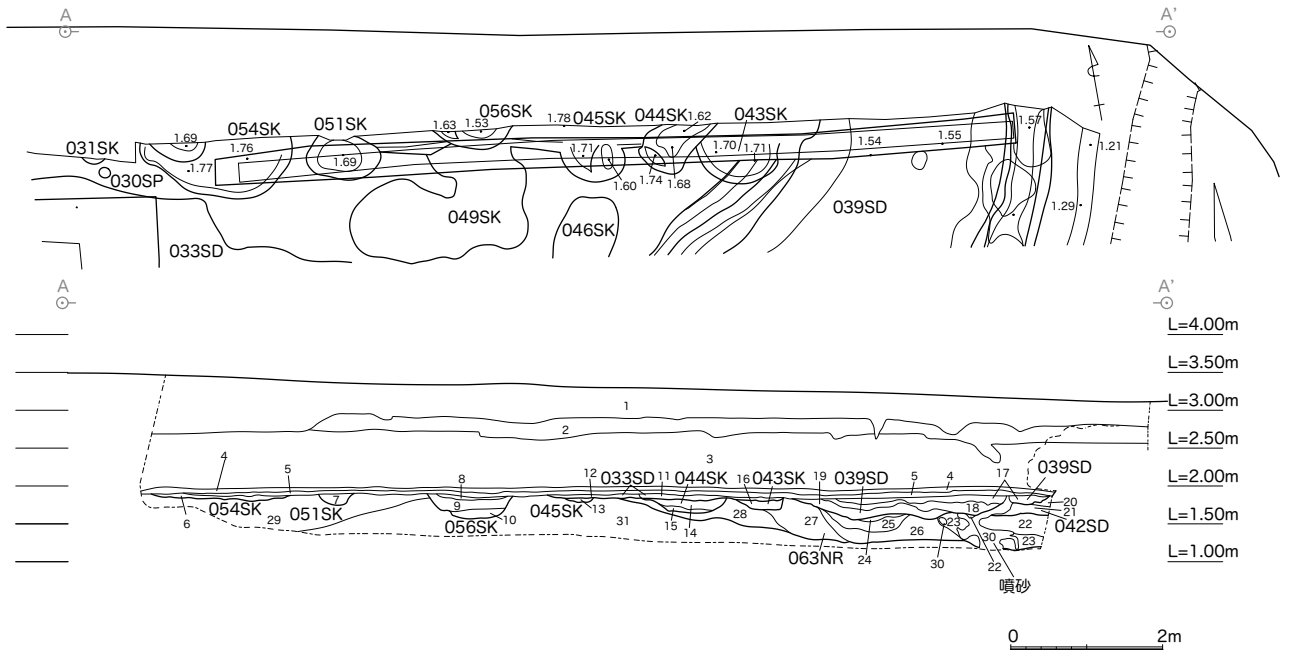 A A'
056SK
1.63 1.53 1.78 045SK 044SK 1.62 043SK
1.69 054SK 051SK 1.57
031SK 1.76 1.71 1.70 1.71 1.54 1.55 1.21
1.77 1.69
030SP 1.60 1.74 1.68
049SK 039SD 1.29
046SK
033SD
A A'
L=4.00m
L=3.50m
L=3.00m
1
2
L=2.50m
3
4 5 8 12 033SD 11 044SK 16 043SK 19 039SD 5 4 17 039SD
L=2.00m
054SK 7 9 13 18 20
6 29 051SK 10 045SK 21
056SK 31 15 14 28 27 25 23 22 042SD
L=1.50m
26 30 23
063NR 24 30 22
L=1.00m
噴砂
0 2m